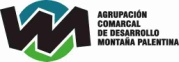 AGRUPACIÓN
COMARCAL
DE DESARROLLO
MONTAÑA PALENTINA